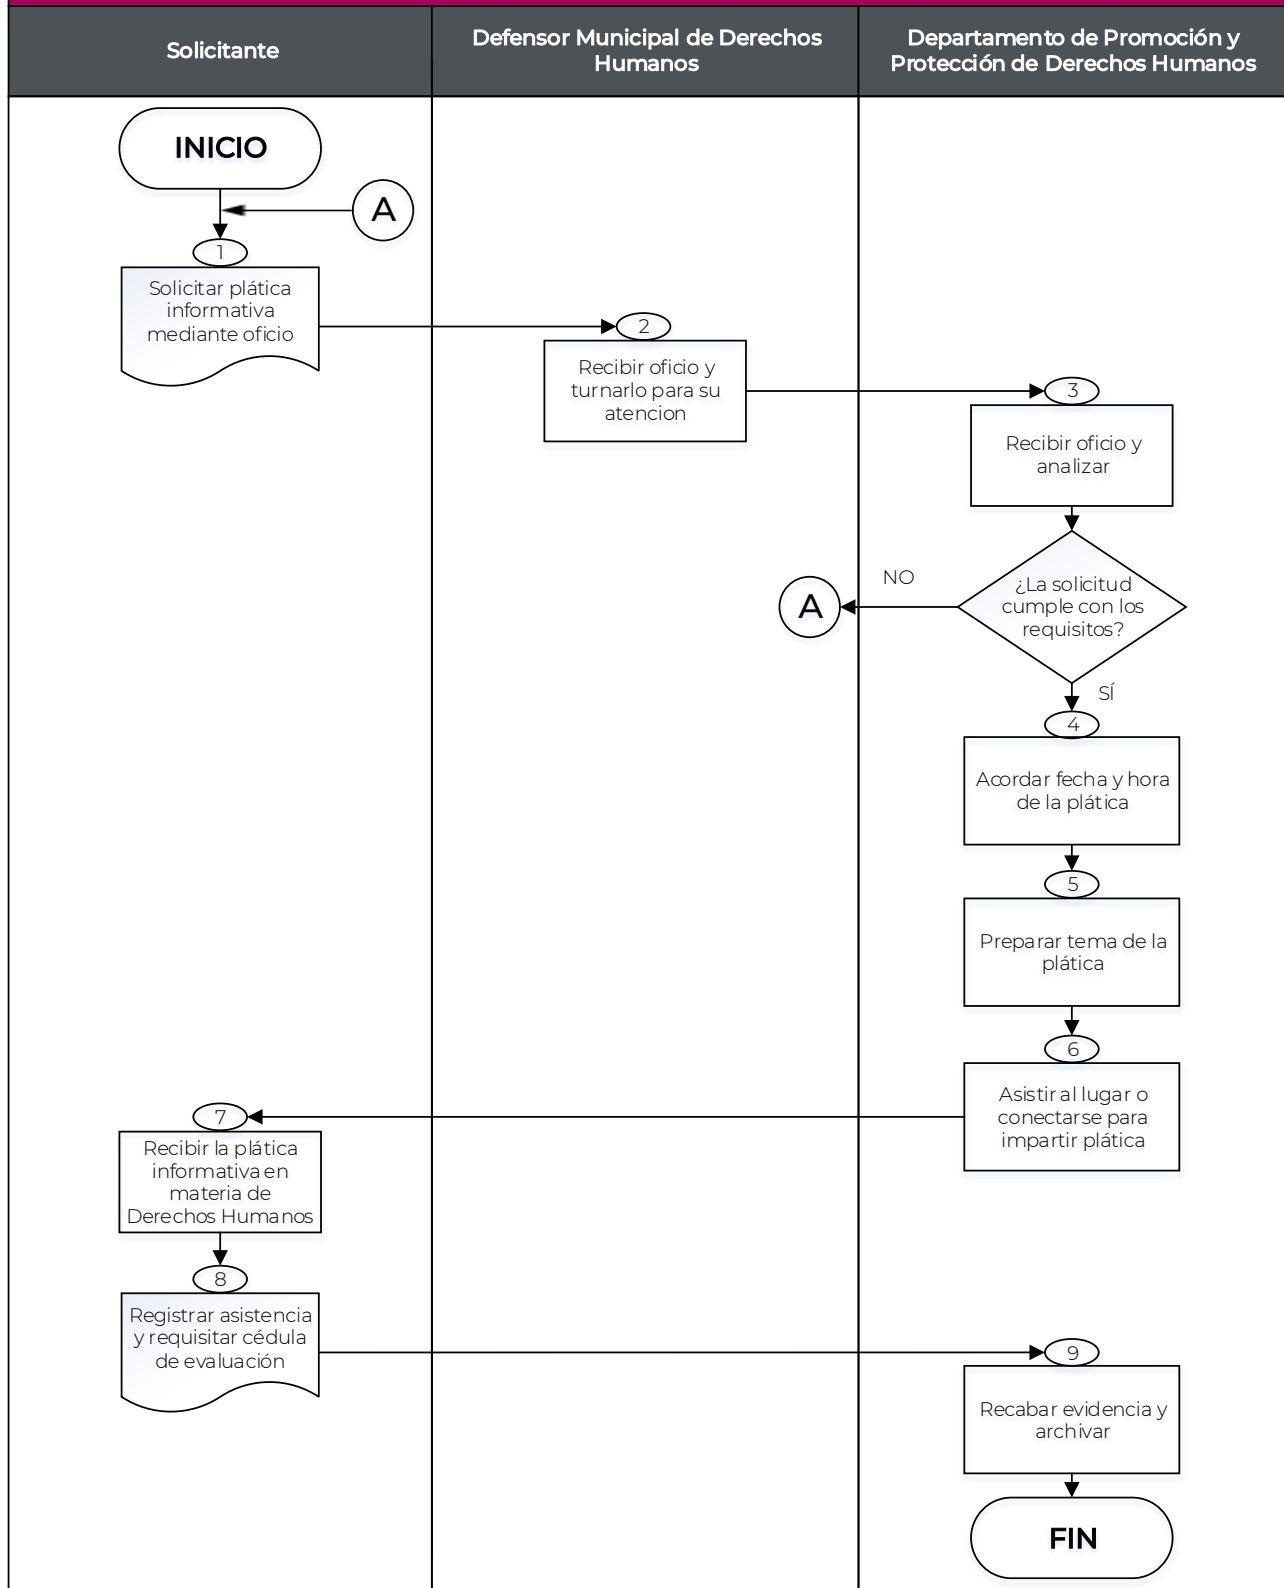 Solicitante
Defensor Municipal de Derechos
Humanos
Departamento de Promoción y
Protección de Derechos Humanos
INICIO
A
1
Solicitar plática
informativa
mediante oficio
2
Recibir oficio y
turnarlo para su
atencion
3
Recibir oficio y
analizar
¿La solicitud
cumple con los
requisitos?
NO
A
SÍ
4
Acordar fecha y hora
de la plática
5
Preparar tema de la
plática
6
Asistir al lugar o
conectarse para
impartir plática
7
Recibir la plática
informativa en
materia de
Derechos Humanos
8
Registrar asistencia
y requisitar cédula
de evaluación
9
Recabar evidencia y
archivar
FIN